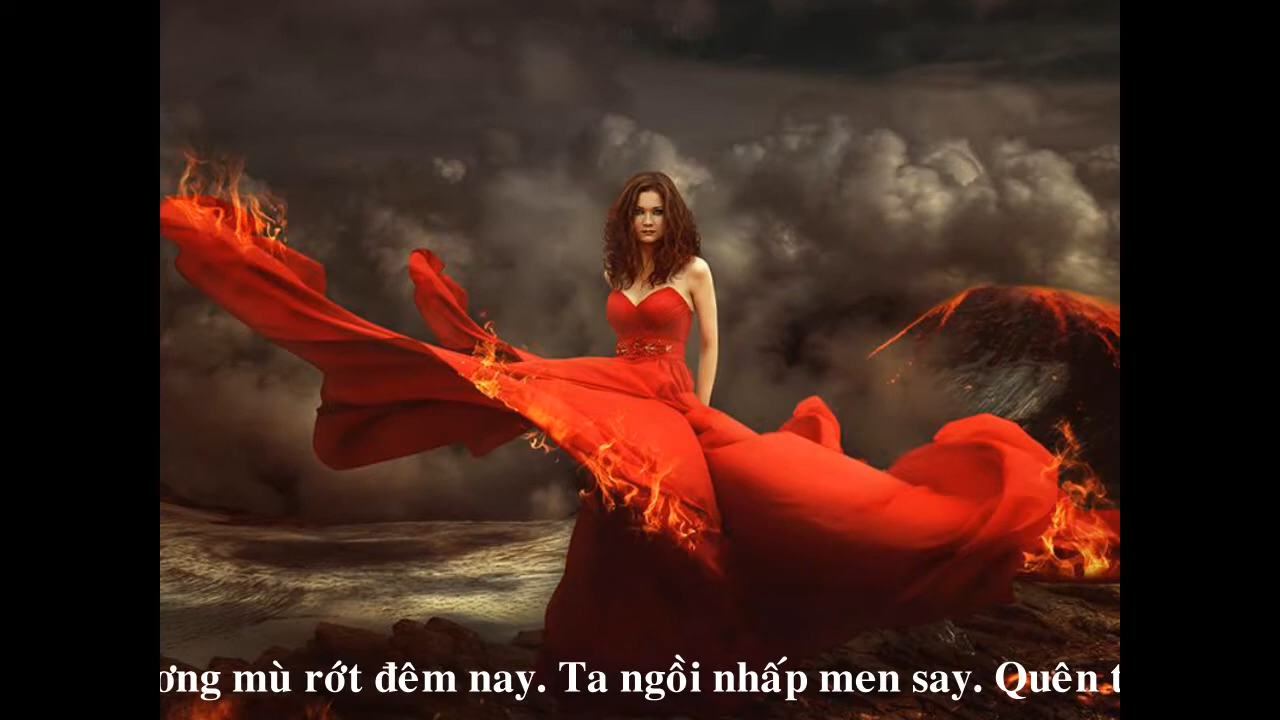 ơng mù rớt đêm nay. Ta ngồi nhấp men say. Quên t